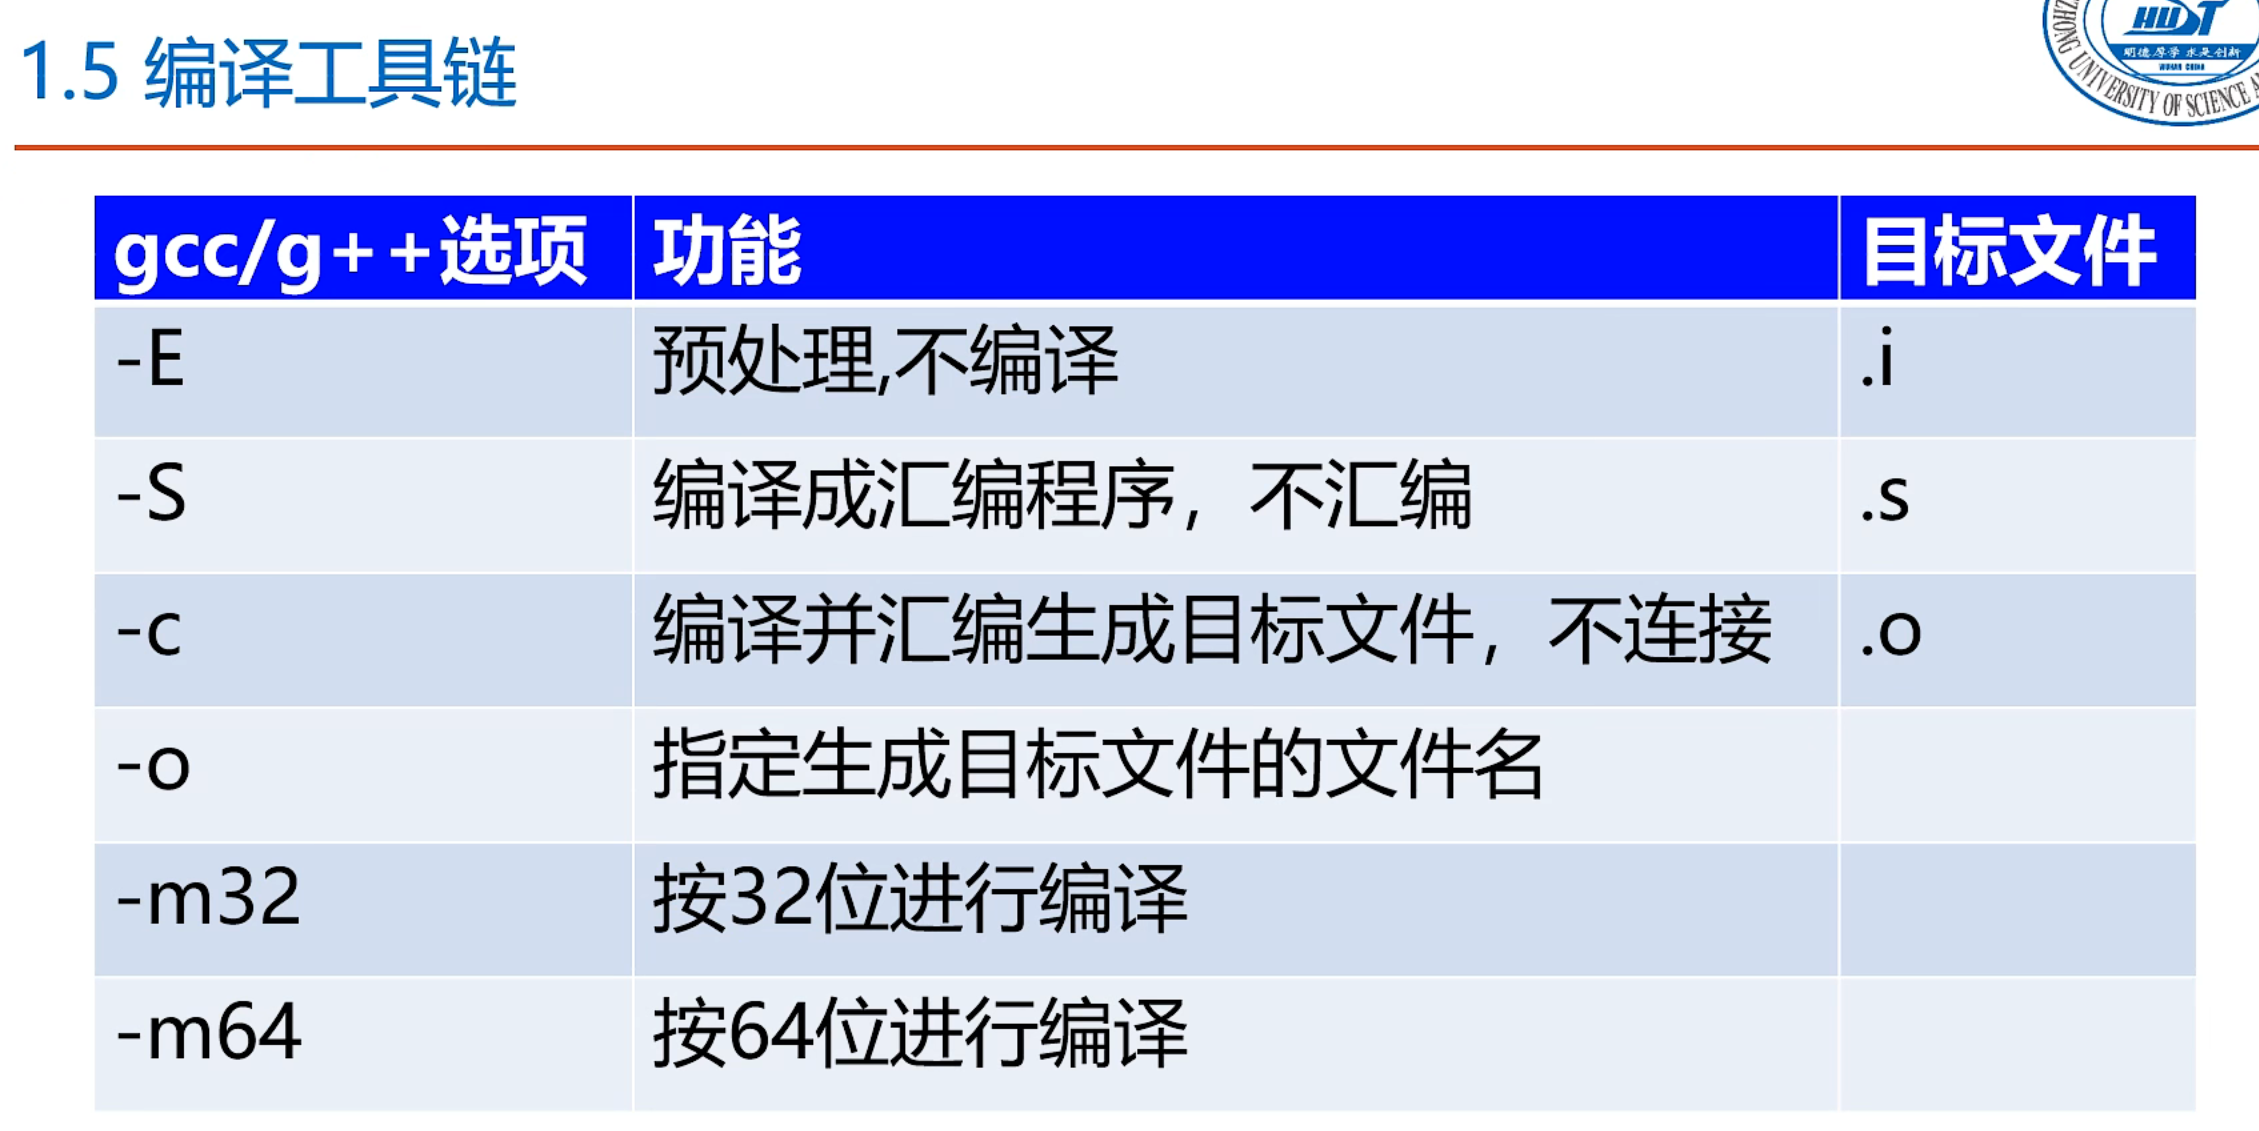 1.5 编译工具链
HUST
明德厚学 求是创新
WUHAN CHINA
ZHONG UNIVERSITY OF SCIENCE A
gcc/g++选项 功能 目标文件
-E 预处理,不编译 .i
-S 编译成汇编程序，不汇编 .s
-c 编译并汇编生成目标文件，不连接 .o
-o 指定生成目标文件的文件名
-m32 按32位进行编译
-m64 按64位进行编译